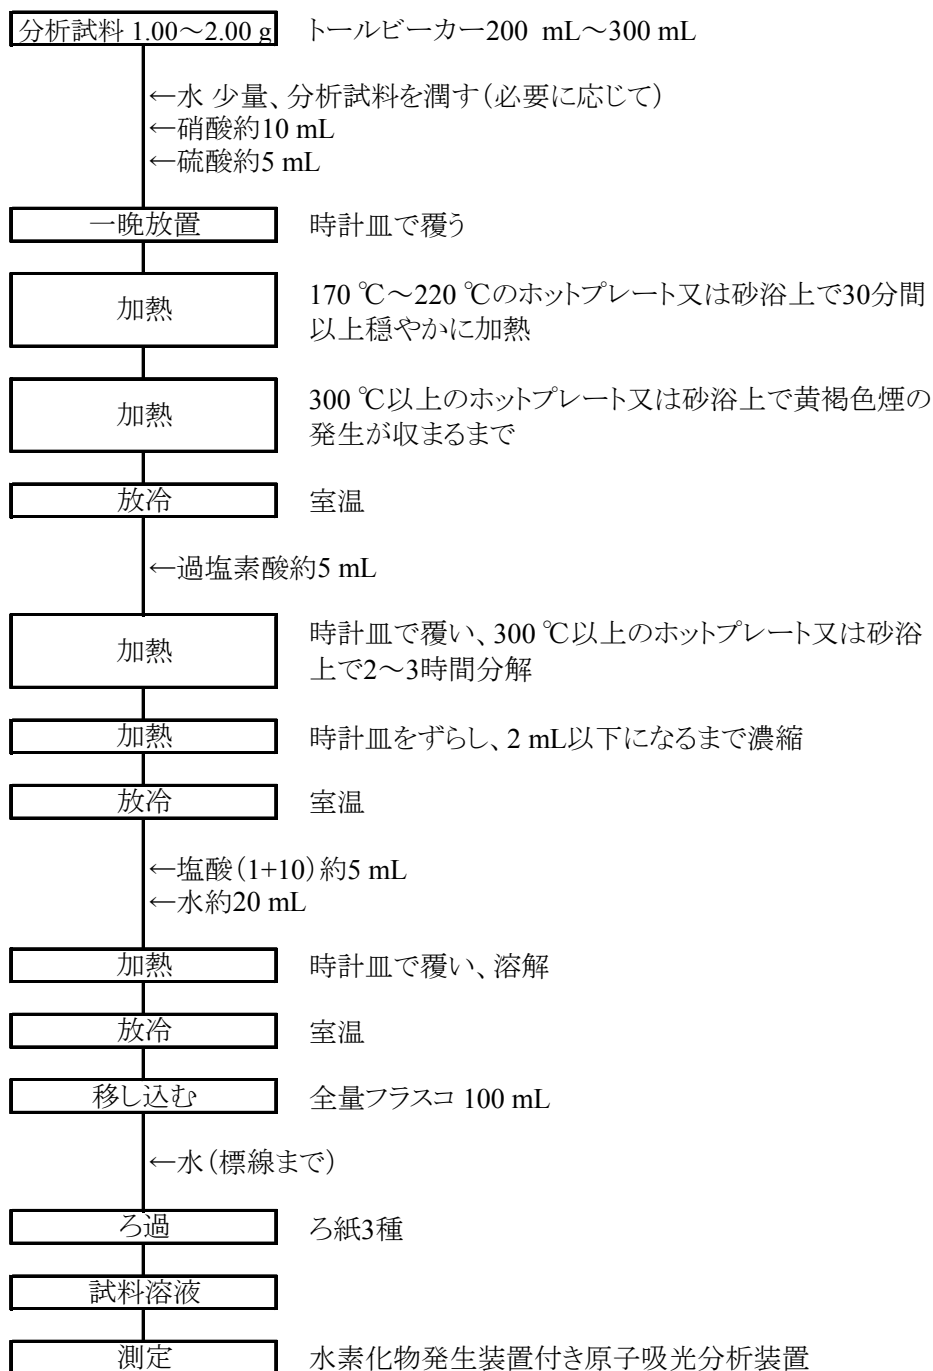 分析試料 1.00～2.00 g トールビーカー200 mL～300 mL
←水 少量、分析試料を潤す（必要に応じて）
←硝酸約10 mL
←硫酸約5 mL
一晩放置 時計皿で覆う
加熱 170 ℃～220 ℃のホットプレート又は砂浴上で30分間
以上穏やかに加熱
加熱 300 ℃以上のホットプレート又は砂浴上で黄褐色煙の
発生が収まるまで
放冷 室温
←過塩素酸約5 mL
加熱 時計皿で覆い、300 ℃以上のホットプレート又は砂浴
上で2～3時間分解
加熱 時計皿をずらし、2 mL以下になるまで濃縮
放冷 室温
←塩酸（1+10）約5 mL
←水約20 mL
加熱 時計皿で覆い、溶解
放冷 室温
移し込む 全量フラスコ 100 mL
←水（標線まで）
ろ過 ろ紙3種
試料溶液
測定 水素化物発生装置付き原子吸光分析装置